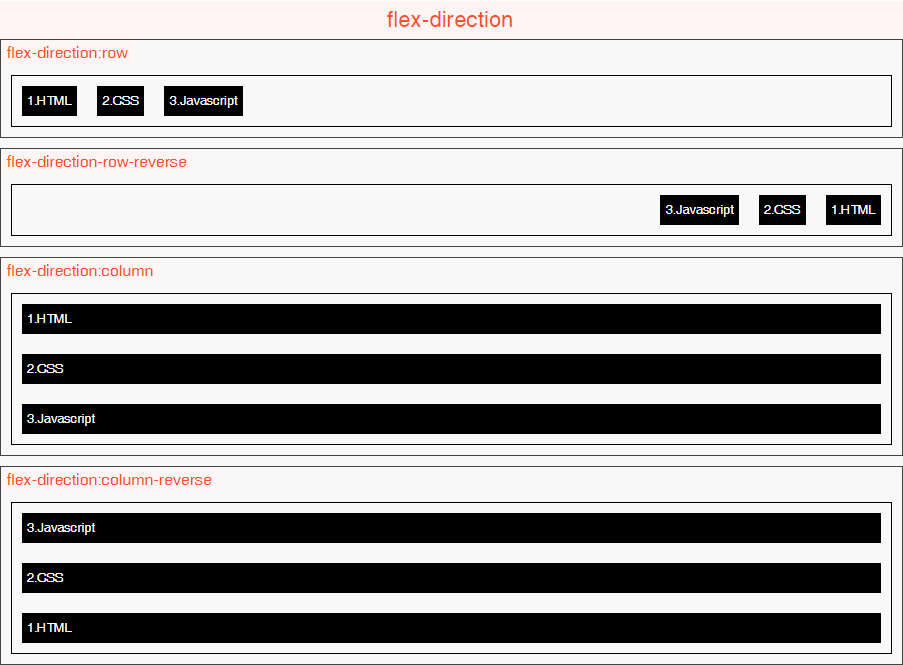 flex-direction
flex-direction:row
1.HTML 2.CSS 3.Javascript
flex-direction-row-reverse
3.Javascript 2.CSS 1.HTML
flex-direction:column
1.HTML
2.CSS
3.Javascript
flex-direction:column-reverse
3.Javascript
2.CSS
1.HTML